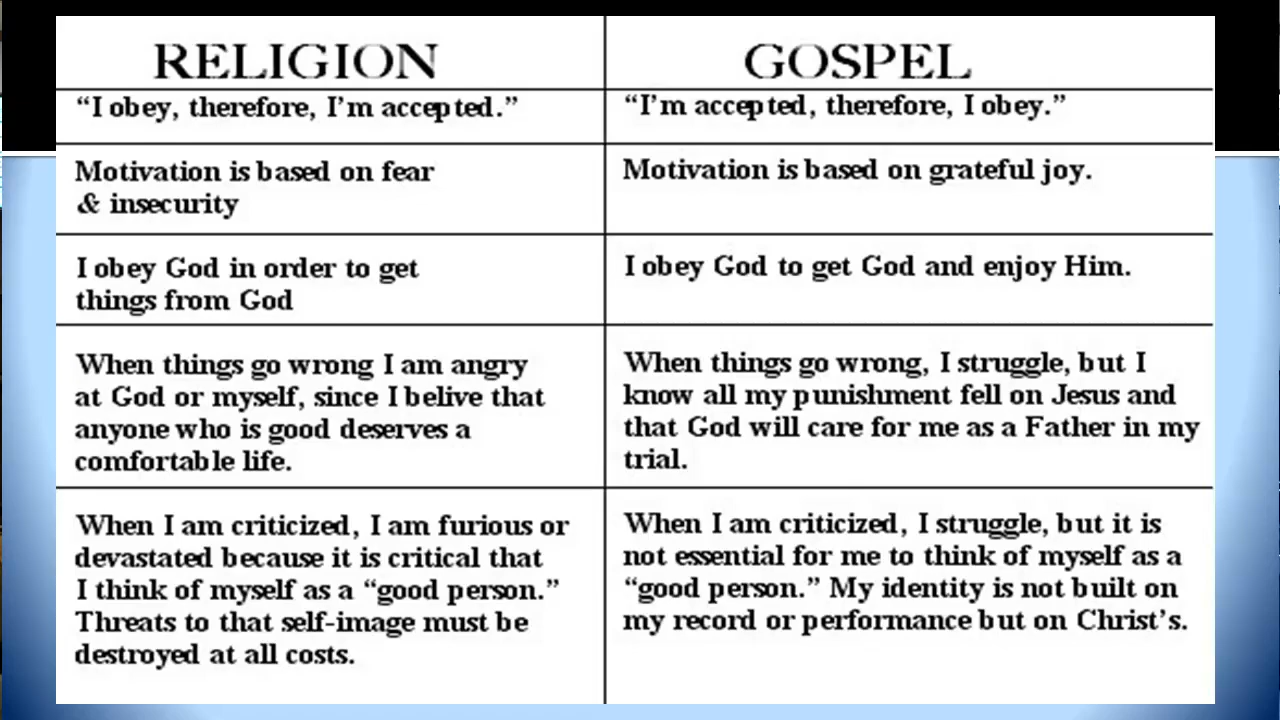 RELIGION
GOSPEL
“I obey, therefore, I’m accepted.”
“I’m accepted, therefore, I obey.”
Motivation is based on fear
& insecurity
Motivation is based on grateful joy.
I obey God in order to get
things from God
I obey God to get God and enjoy Him.
When things go wrong I am angry
at God or myself, since I belive that
anyone who is good deserves a
comfortable life.
When things go wrong, I struggle, but I
know all my punishment fell on Jesus and
that God will care for me as a Father in my
trial.
When I am criticized, I am furious or
devastated because it is critical that
I think of myself as a “good person.”
Threats to that self-image must be
destroyed at all costs.
When I am criticized, I struggle, but it is
not essential for me to think of myself as a
“good person.” My identity is not built on
my record or performance but on Christ’s.